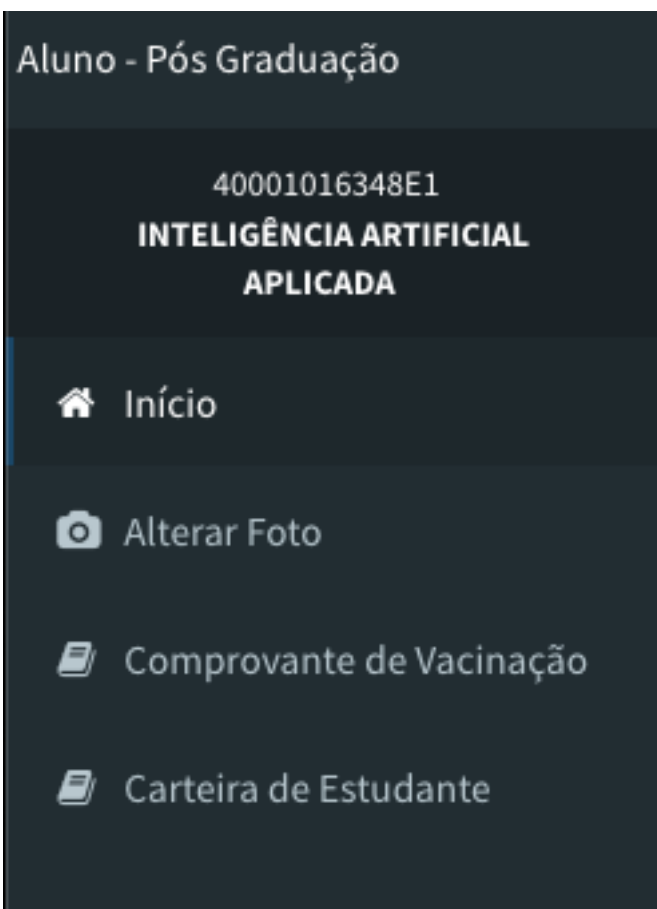 Aluno - Pós Graduação
40001016348E1
INTELIGÊNCIA ARTIFICIAL
APLICADA
Início
Alterar Foto
Comprovante de Vacinação
Carteira de Estudante